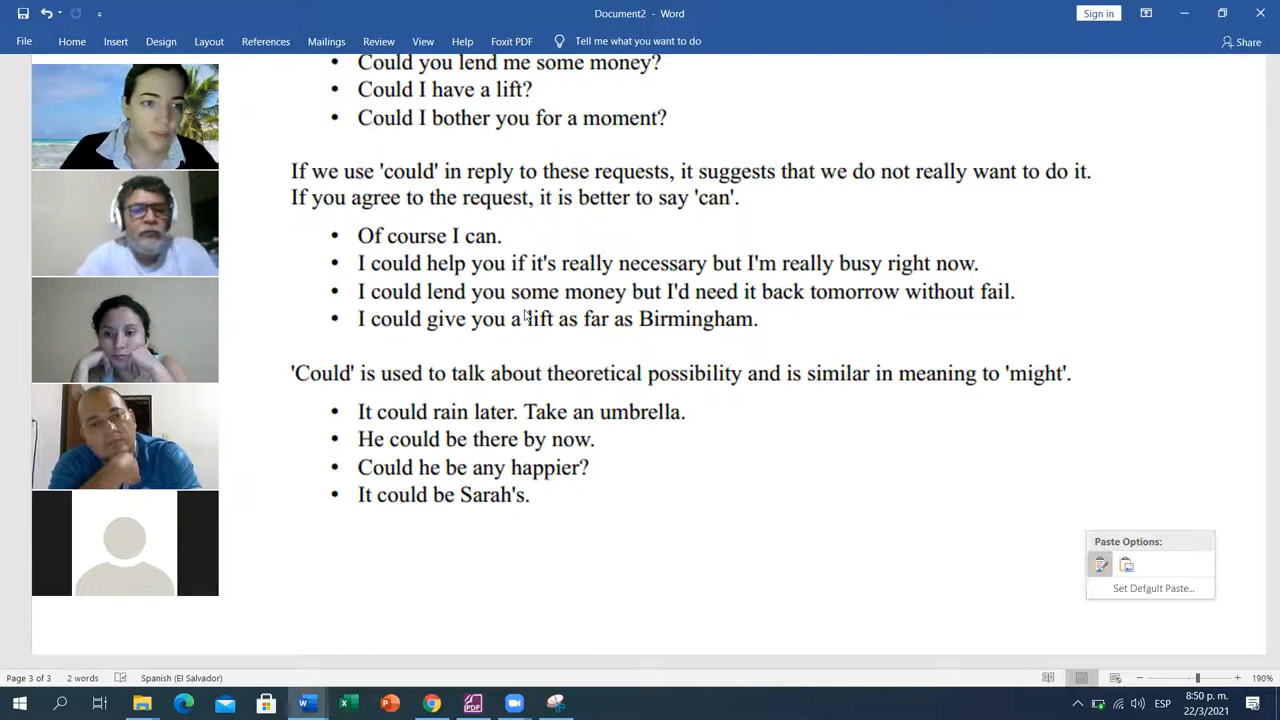 Document2 - Word
Sign in
File Home Insert Design Layout References Mailings Review View Help Foxit PDF Tell me what you want to do Share
• Could you lend me some money?
• Could I have a lift?
• Could I bother you for a moment?
If we use 'could' in reply to these requests, it suggests that we do not really want to do it.
If you agree to the request, it is better to say 'can'.
• Of course I can.
• I could help you if it's really necessary but I'm really busy right now.
• I could lend you some money but I'd need it back tomorrow without fail.
• I could give you a lift as far as Birmingham.
'Could' is used to talk about theoretical possibility and is similar in meaning to 'might'.
• It could rain later. Take an umbrella.
• He could be there by now.
• Could he be any happier?
• It could be Sarah's.
Paste Options:
Set Default Paste...
Page 3 of 3 2 words Spanish (El Salvador) 190%
ESP
8:50 p. m.
22/3/2021